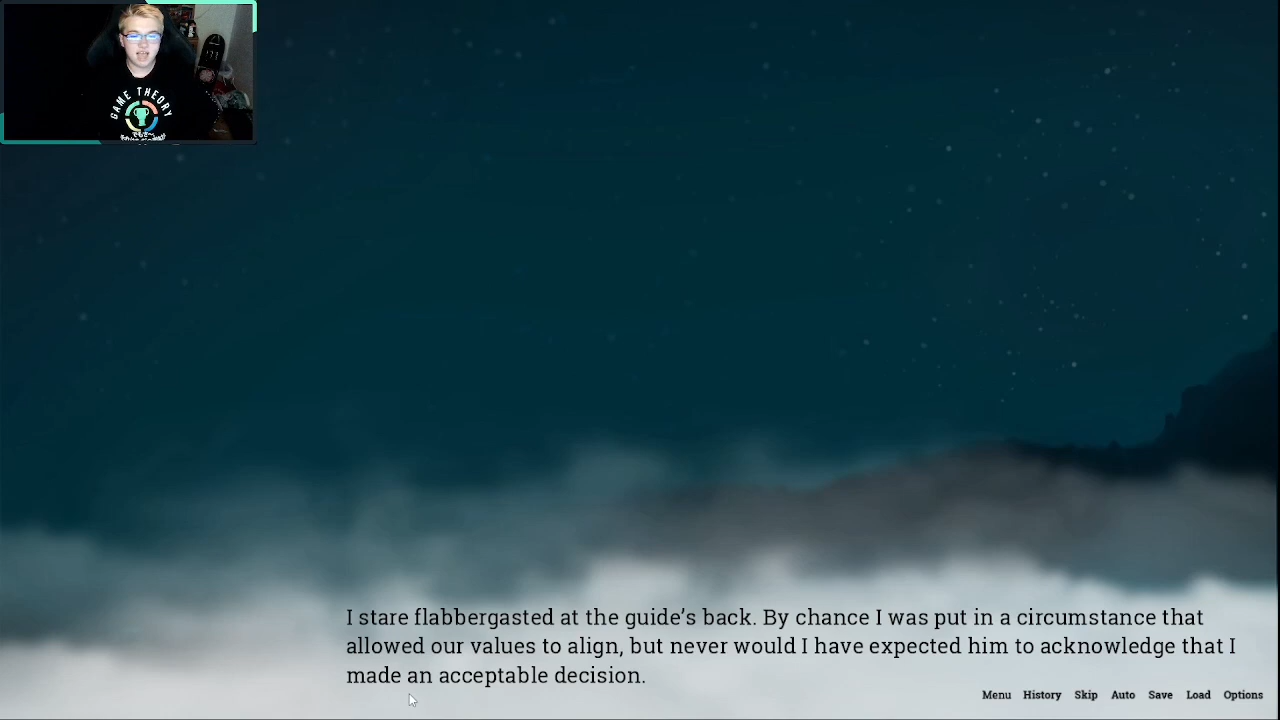 GAME THEORY
I stare flabbergasted at the guide’s back. By chance I was put in a circumstance that
allowed our values to align, but never would I have expected him to acknowledge that I
made an acceptable decision.
Menu History Skip Auto Save Load Options